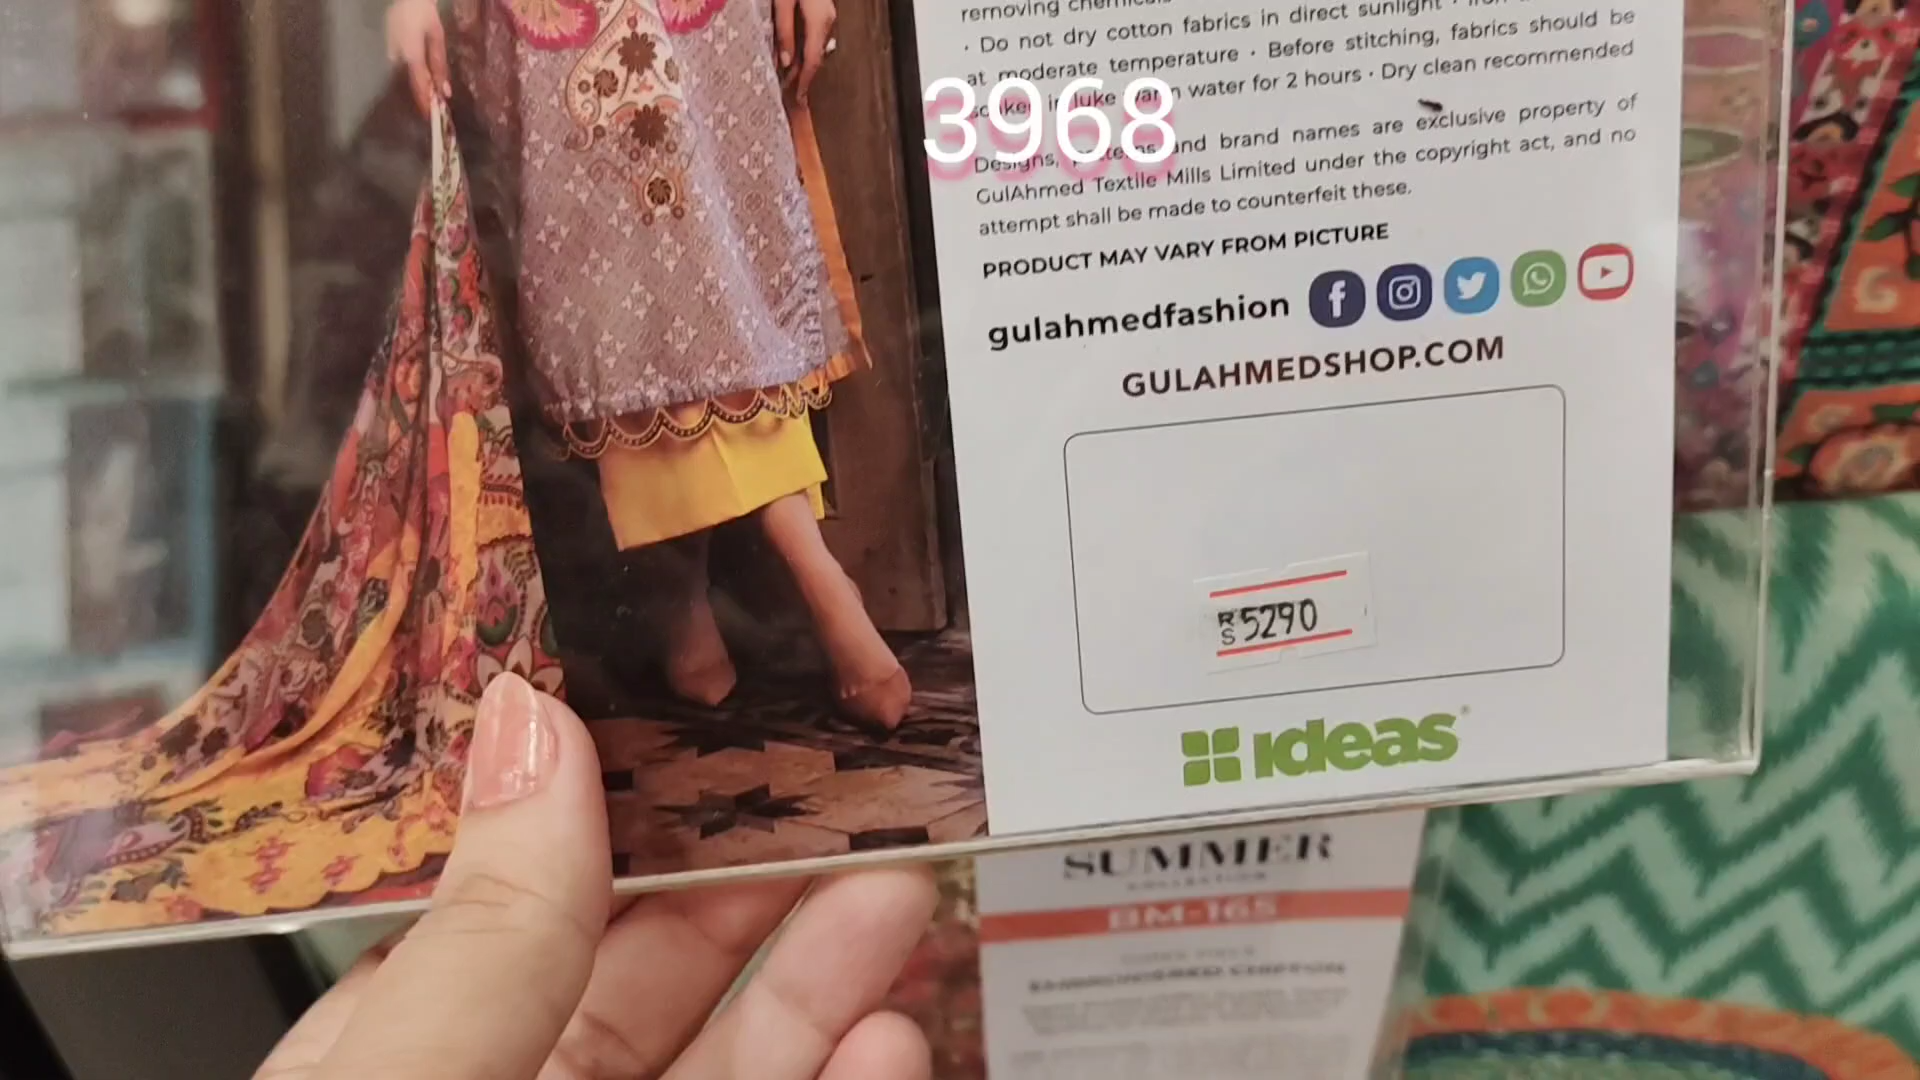 removing
· Do not dry cotton fabrics in direct sunlight ·
at moderate temperature · Before stitching, fabrics should be
in luke warm water for 2 hours · Dry clean recommended
3968
Designs, and brand names are exclusive property of
GulAhmed Textile Mills Limited under the copyright act, and no
attempt shall be made to counterfeit these.
PRODUCT MAY VARY FROM PICTURE
gulahmedfashion
GULAHMEDSHOP.COM
RS 5290
ideas
SUMMER
BM-165